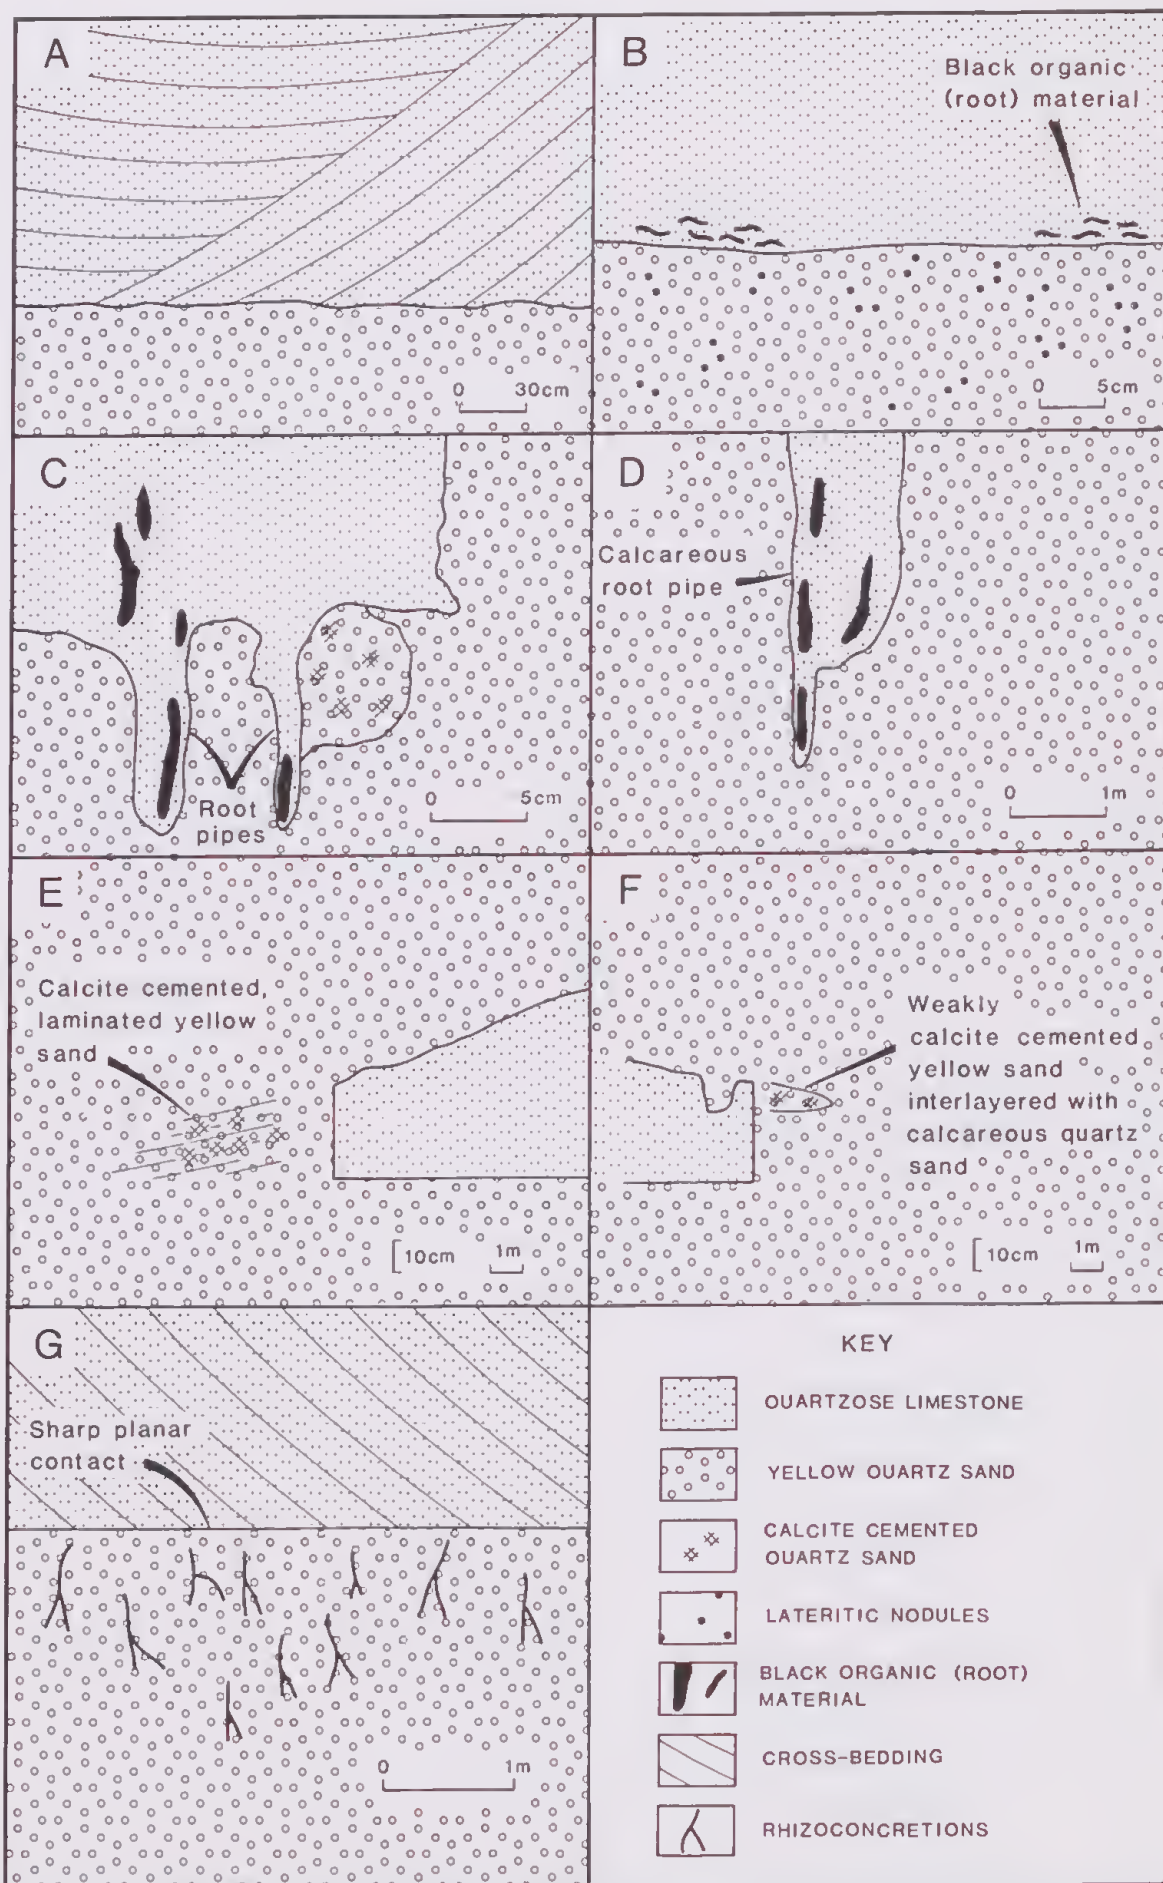 A
0 30cm
B
Black organic
(root) material
0 5cm
C
Root
pipes
0 5cm
D
Calcareous
root pipe
0 1m
E
Calcite cemented,
laminated yellow
sand
10cm 1m
F
Weakly
calcite cemented
yellow sand
interlayered with
calcareous quartz
sand
10cm 1m
G
Sharp planar
contact
0 1m
KEY
QUARTZOSE LIMESTONE
YELLOW QUARTZ SAND
CALCITE CEMENTED
QUARTZ SAND
LATERITIC NODULES
BLACK ORGANIC (ROOT)
MATERIAL
CROSS-BEDDING
RHIZOCONCRETIONS